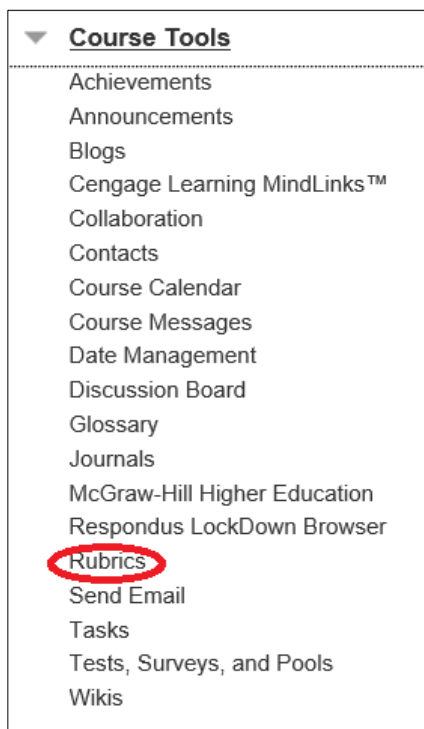 Course Tools
Achievements
Announcements
Blogs
Cengage Learning MindLinks™
Collaboration
Contacts
Course Calendar
Course Messages
Date Management
Discussion Board
Glossary
Journals
McGraw-Hill Higher Education
Respondus LockDown Browser
Rubrics
Send Email
Tasks
Tests, Surveys, and Pools
Wikis